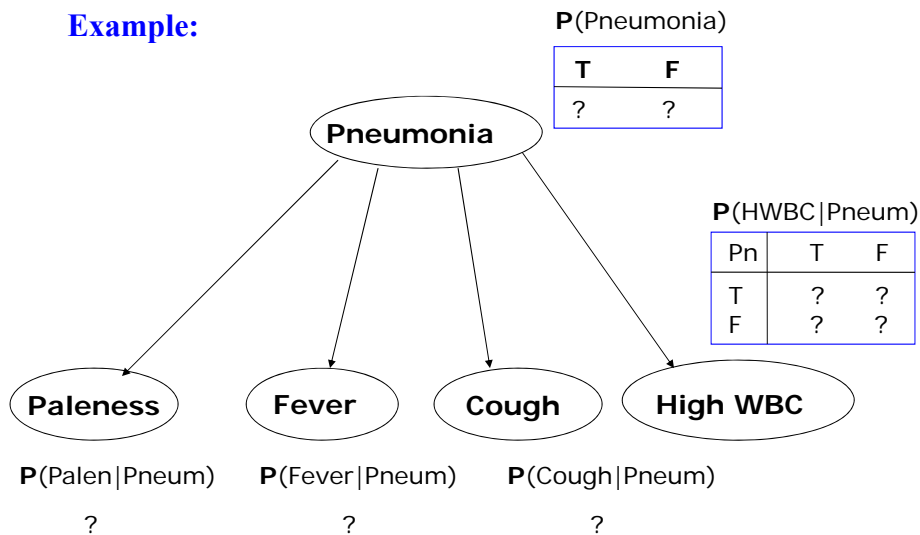 Example:
P(Pneumonia)
T F
? ?
Pneumonia
P(HWBC|Pneum)
Pn T F
T ? ?
F ? ?
Paleness Fever Cough High WBC
P(Palen|Pneum) P(Fever|Pneum) P(Cough|Pneum)
? ? ?